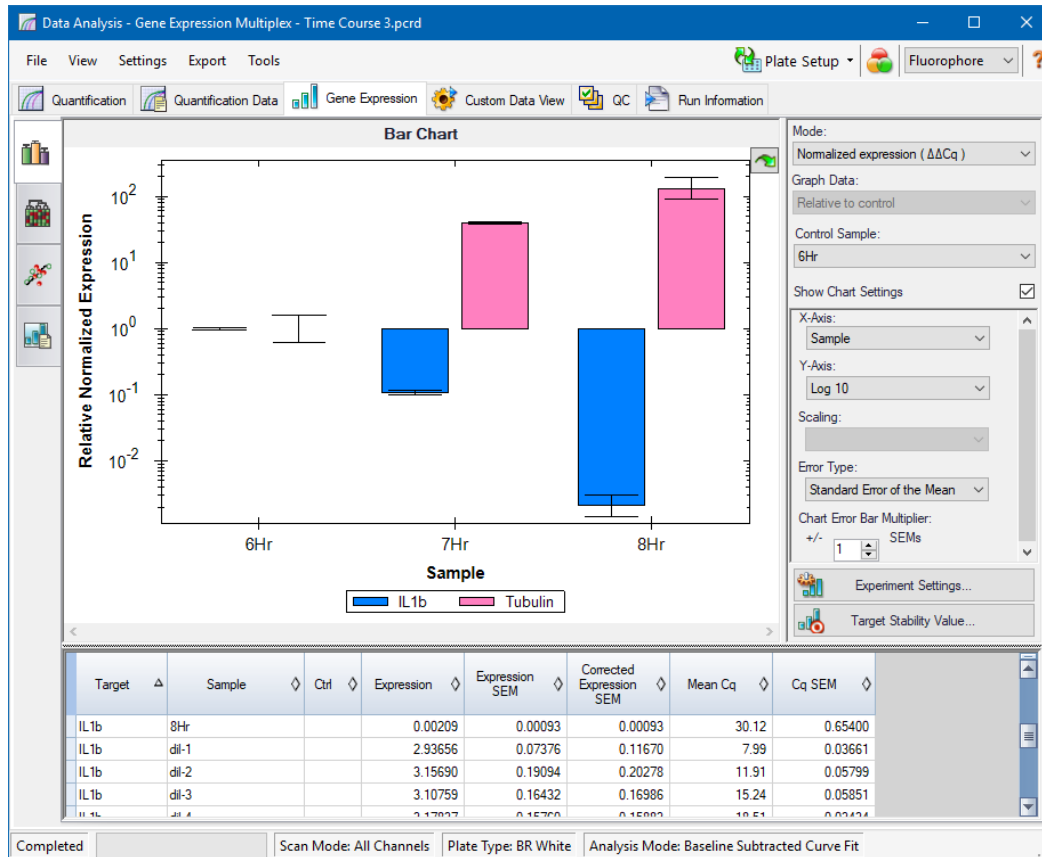 Data Analysis - Gene Expression Multiplex - Time Course 3.pcrd
File View Settings Export Tools Plate Setup Fluorophore ?
Quantification Quantification Data Gene Expression Custom Data View QC Run Information
Bar Chart
Relative Normalized Expression
10^2
10^1
10^0
10^-1
10^-2
6Hr 7Hr 8Hr
Sample
IL1b Tubulin
Mode:
Normalized expression ( ΔΔCq )
Graph Data:
Relative to control
Control Sample:
6Hr
Show Chart Settings
X-Axis:
Sample
Y-Axis:
Log 10
Scaling:
Error Type:
Standard Error of the Mean
Chart Error Bar Multiplier:
+/- 1 SEMs
Experiment Settings...
Target Stability Value...
Target Sample Ctrl Expression Expression SEM Corrected Expression SEM Mean Cq Cq SEM
IL1b 8Hr 0.00209 0.00093 0.00093 30.12 0.65400
IL1b dil-1 2.93656 0.07376 0.11670 7.99 0.03661
IL1b dil-2 3.15690 0.19094 0.20278 11.91 0.05799
IL1b dil-3 3.10759 0.16432 0.16986 15.24 0.05851
Completed Scan Mode: All Channels Plate Type: BR White Analysis Mode: Baseline Subtracted Curve Fit